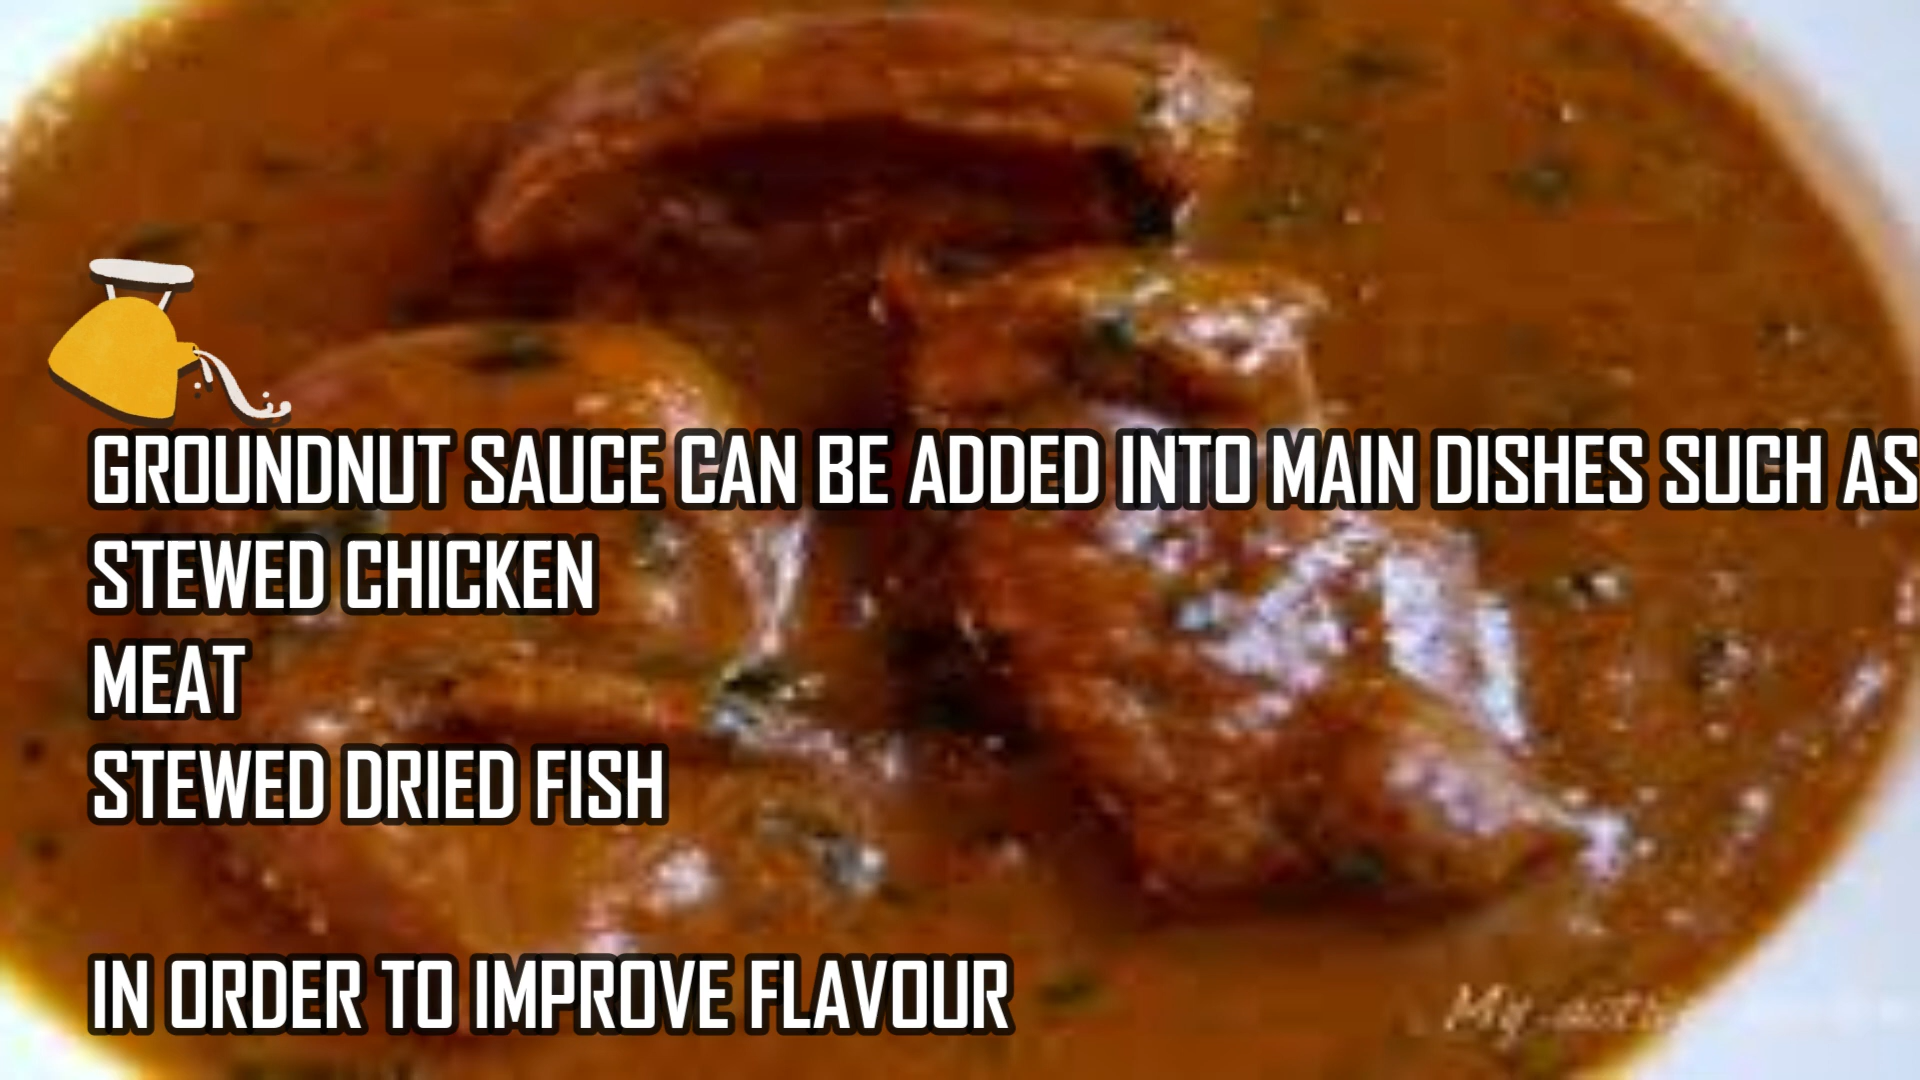 GROUNDNUT SAUCE CAN BE ADDED INTO MAIN DISHES SUCH AS
STEWED CHICKEN
MEAT
STEWED DRIED FISH
IN ORDER TO IMPROVE FLAVOUR
My